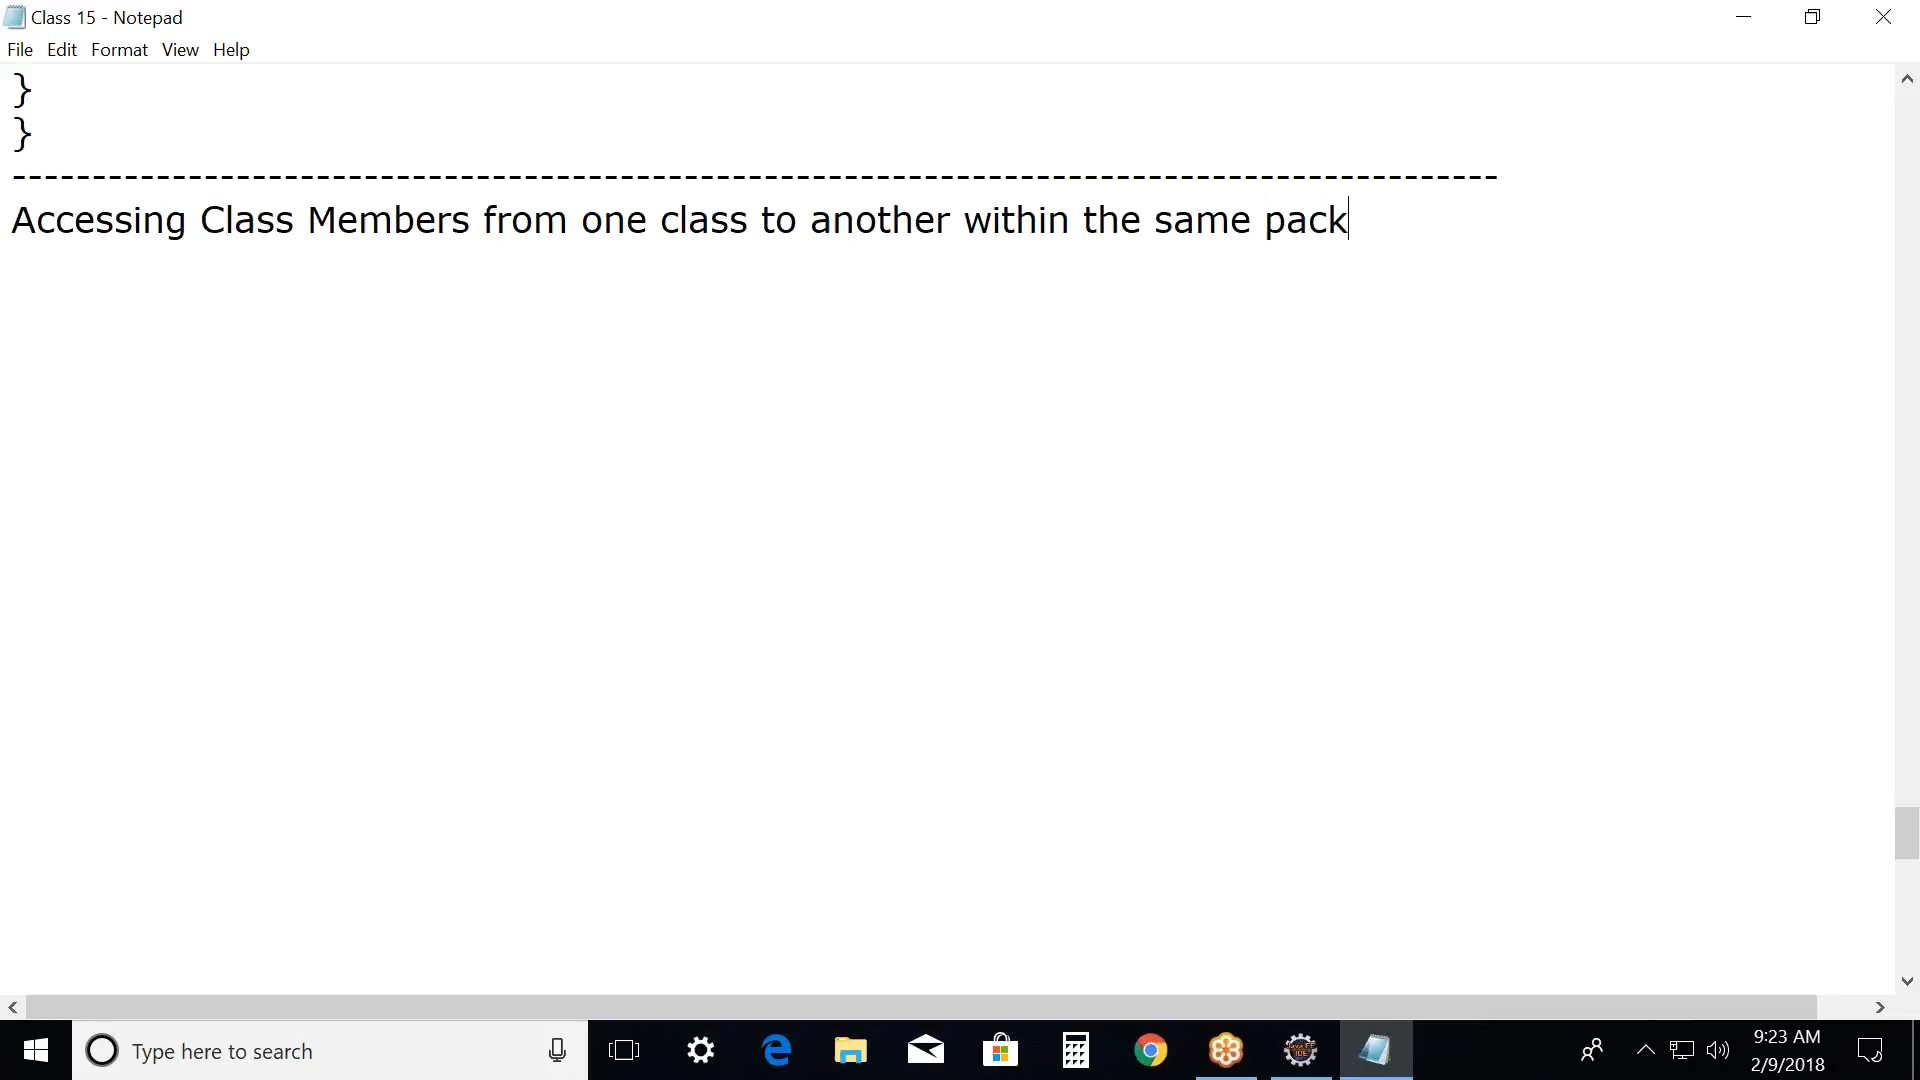 Class 15 - Notepad
File Edit Format View Help
}
}
---------------------------------------------------------------------------------------------
Accessing Class Members from one class to another within the same pack
Type here to search
9:23 AM
2/9/2018